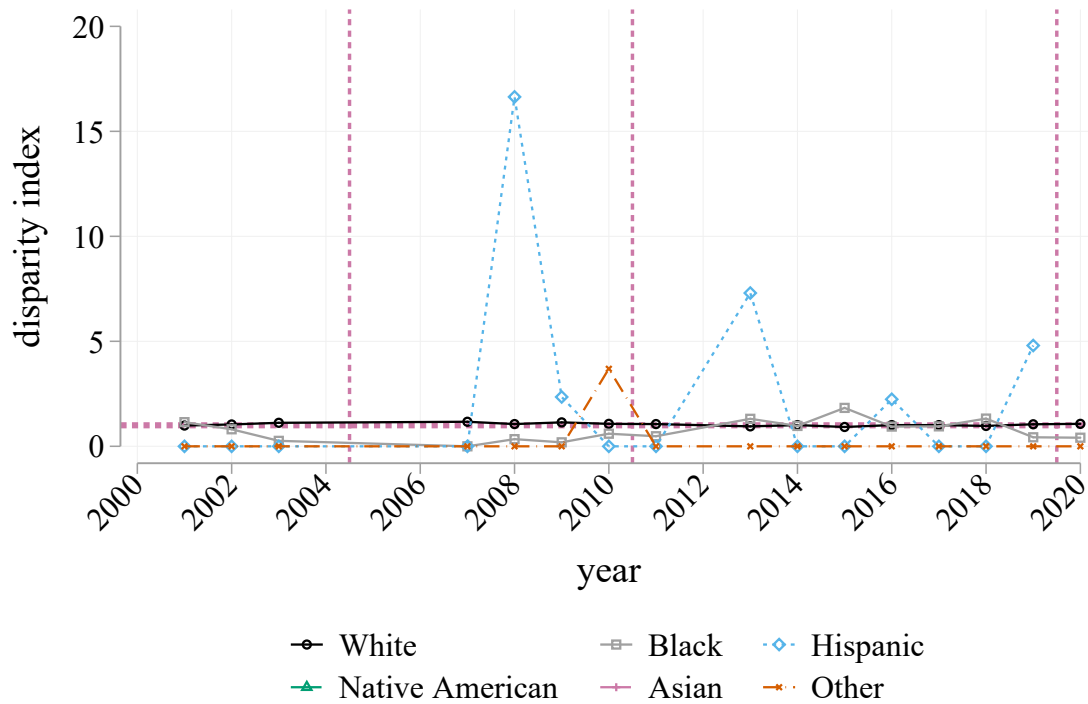 20
15
10
5
0
disparity index
2000 2002 2004 2006 2008 2010 2012 2014 2016 2018 2020
year
White Black Hispanic
Native American Asian Other